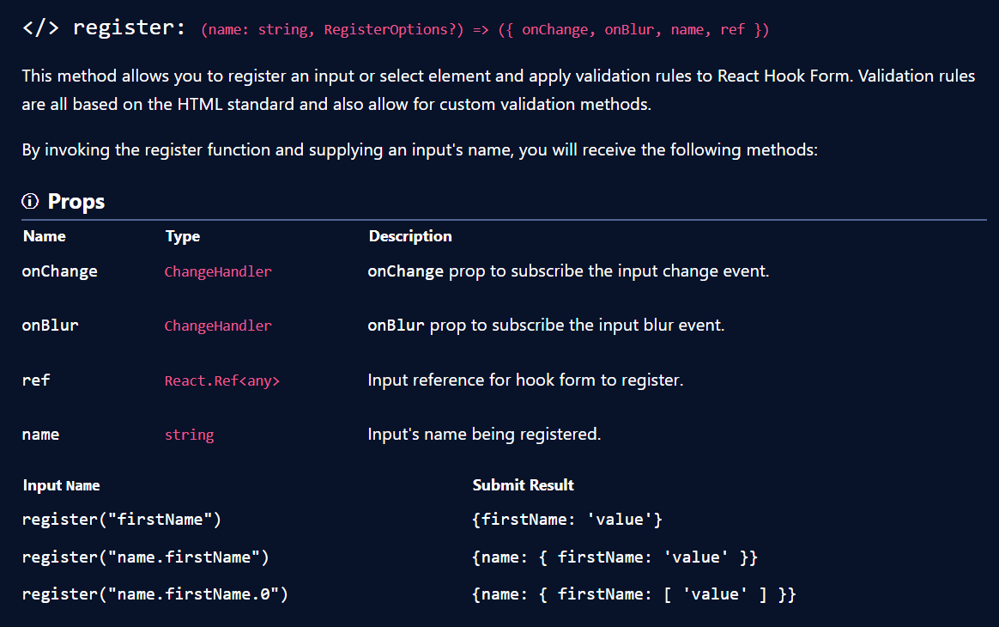 </> register: (name: string, RegisterOptions?) => ({ onChange, onBlur, name, ref })
This method allows you to register an input or select element and apply validation rules to React Hook Form. Validation rules
are all based on the HTML standard and also allow for custom validation methods.
By invoking the register function and supplying an input's name, you will receive the following methods:
Props
Name Type Description
onChange ChangeHandler onChange prop to subscribe the input change event.
onBlur ChangeHandler onBlur prop to subscribe the input blur event.
ref React.Ref<any> Input reference for hook form to register.
name string Input's name being registered.
Input Name Submit Result
register("firstName") {firstName: 'value'}
register("name.firstName") {name: { firstName: 'value' }}
register("name.firstName.0") {name: { firstName: [ 'value' ] }}